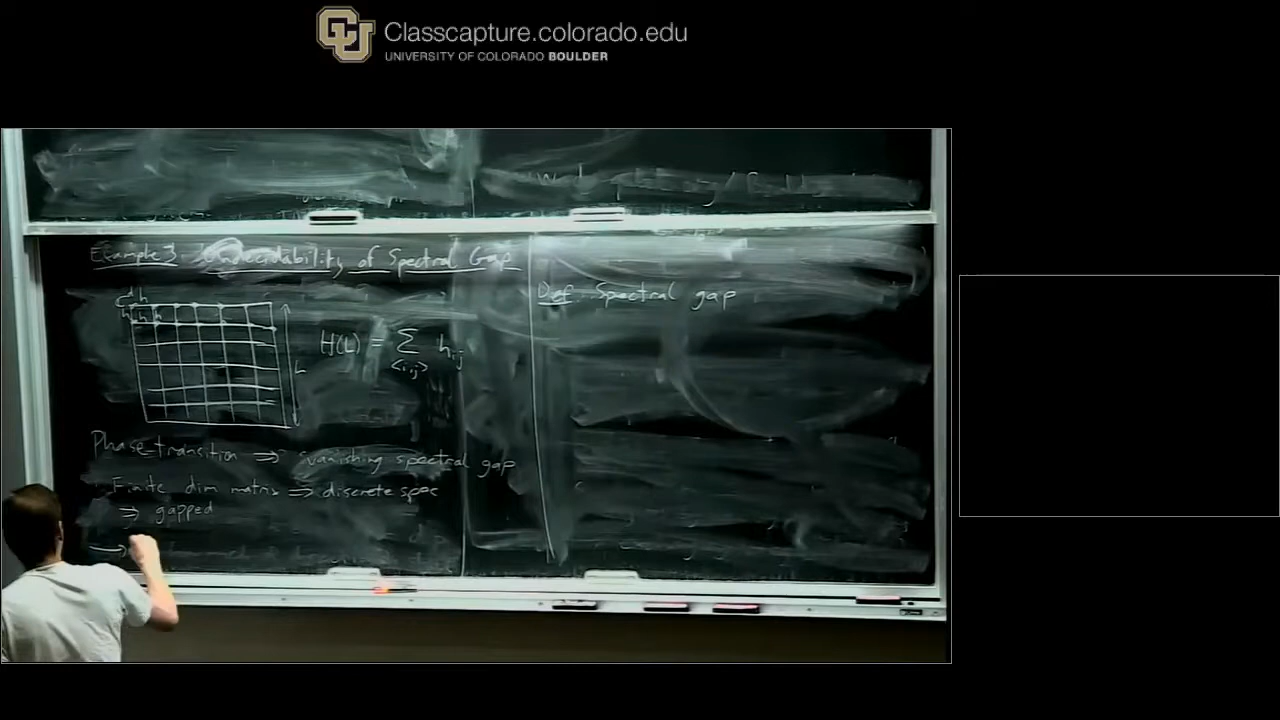 Classcapture.colorado.edu
UNIVERSITY OF COLORADO BOULDER
Example 3 Undecidability of Spectral Gap
H(L) = Σ h_ij
<i,j>
L
Phase transition ⇒ vanishing spectral gap
Finite dim matrix ⇒ discrete spec
⇒ gapped
→
Def Spectral gap